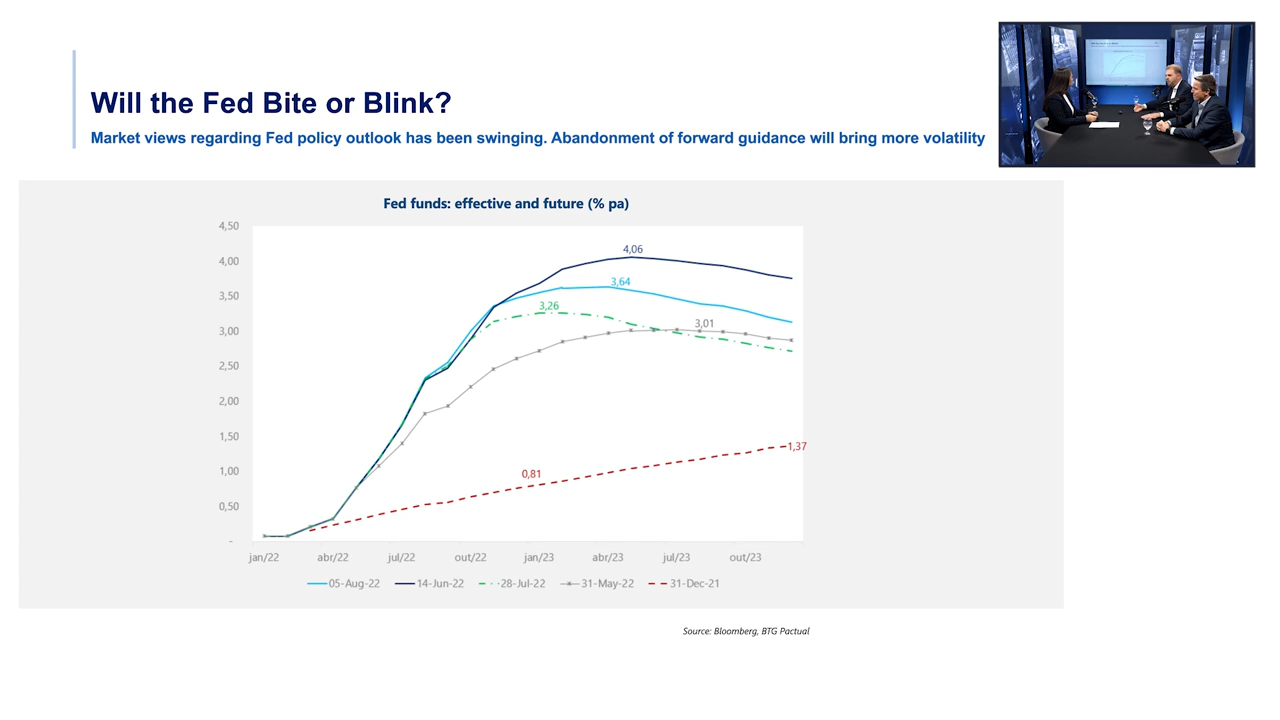 Will the Fed Bite or Blink?
Market views regarding Fed policy outlook has been swinging. Abandonment of forward guidance will bring more volatility
Fed funds: effective and future (% pa)
4,50
4,00
3,50
3,00
2,50
2,00
1,50
1,00
0,50
-
4,06
3,64
3,26
3,01
1,37
0,81
jan/22 abr/22 jul/22 out/22 jan/23 abr/23 jul/23 out/23
05-Aug-22 14-Jun-22 28-Jul-22 31-May-22 31-Dec-21
Source: Bloomberg, BTG Pactual